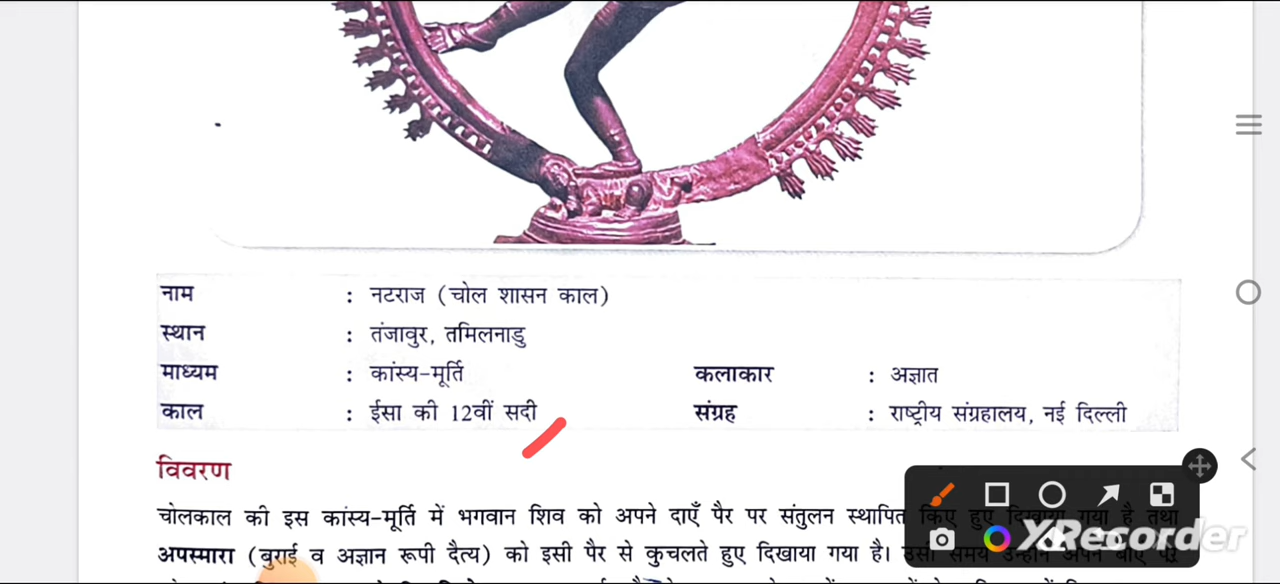 नाम : नटराज (चोल शासन काल)
स्थान : तंजावुर, तमिलनाडु
माध्यम : कांस्य-मूर्ति कलाकार : अज्ञात
काल : ईसा की 12वीं सदी संग्रह : राष्ट्रीय संग्रहालय, नई दिल्ली
विवरण
चोलकाल की इस कांस्य-मूर्ति में भगवान शिव को अपने दाएँ पैर पर संतुलन स्थापित किए हुए दिखाया गया है तथा
XRecorder
अपस्मारा (बुराई व अज्ञान रूपी दैत्य) को इसी पैर से कुचलते हुए दिखाया गया है।